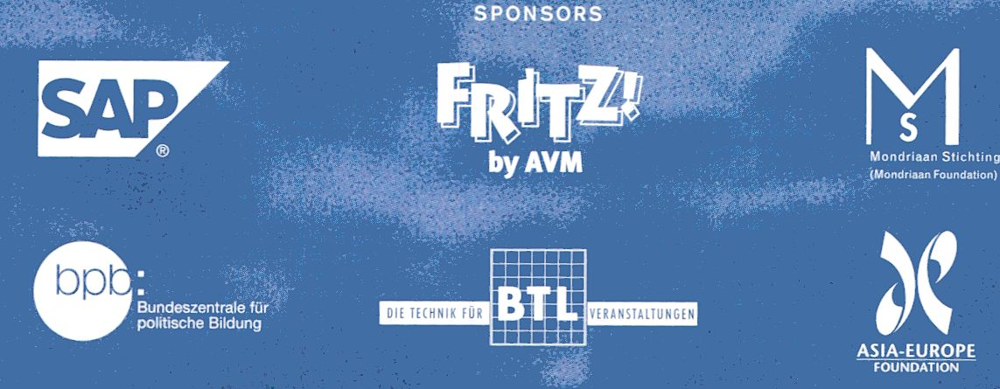 SPONSORS
SAP
®
FRITZ!
by AVM
M
S
Mondriaan Stichting
(Mondriaan Foundation)
bpb:
Bundeszentrale für
politische Bildung
DIE TECHNIK FÜR BTL VERANSTALTUNGEN
ASIA-EUROPE
FOUNDATION